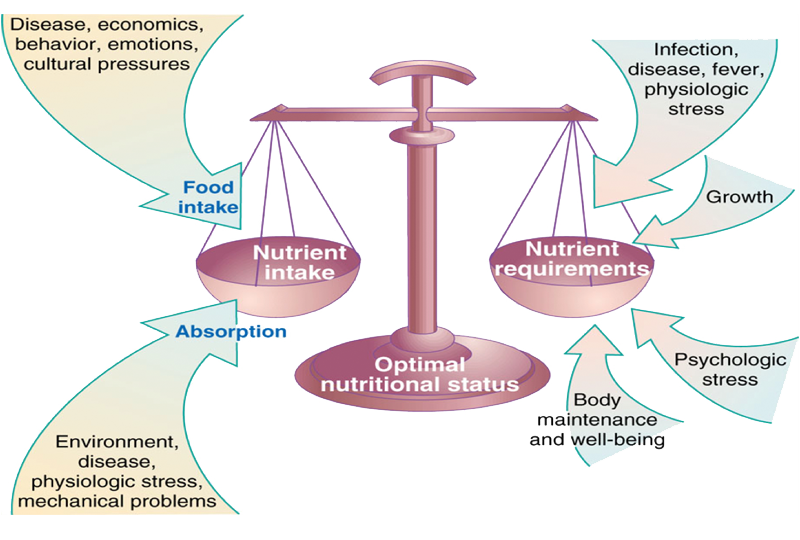 Disease, economics,
behavior, emotions,
cultural pressures
Food
intake
Nutrient
intake
Absorption
Environment,
disease,
physiologic stress,
mechanical problems
Optimal
nutritional status
Infection,
disease, fever,
physiologic
stress
Growth
Nutrient
requirements
Psychologic
stress
Body
maintenance
and well-being